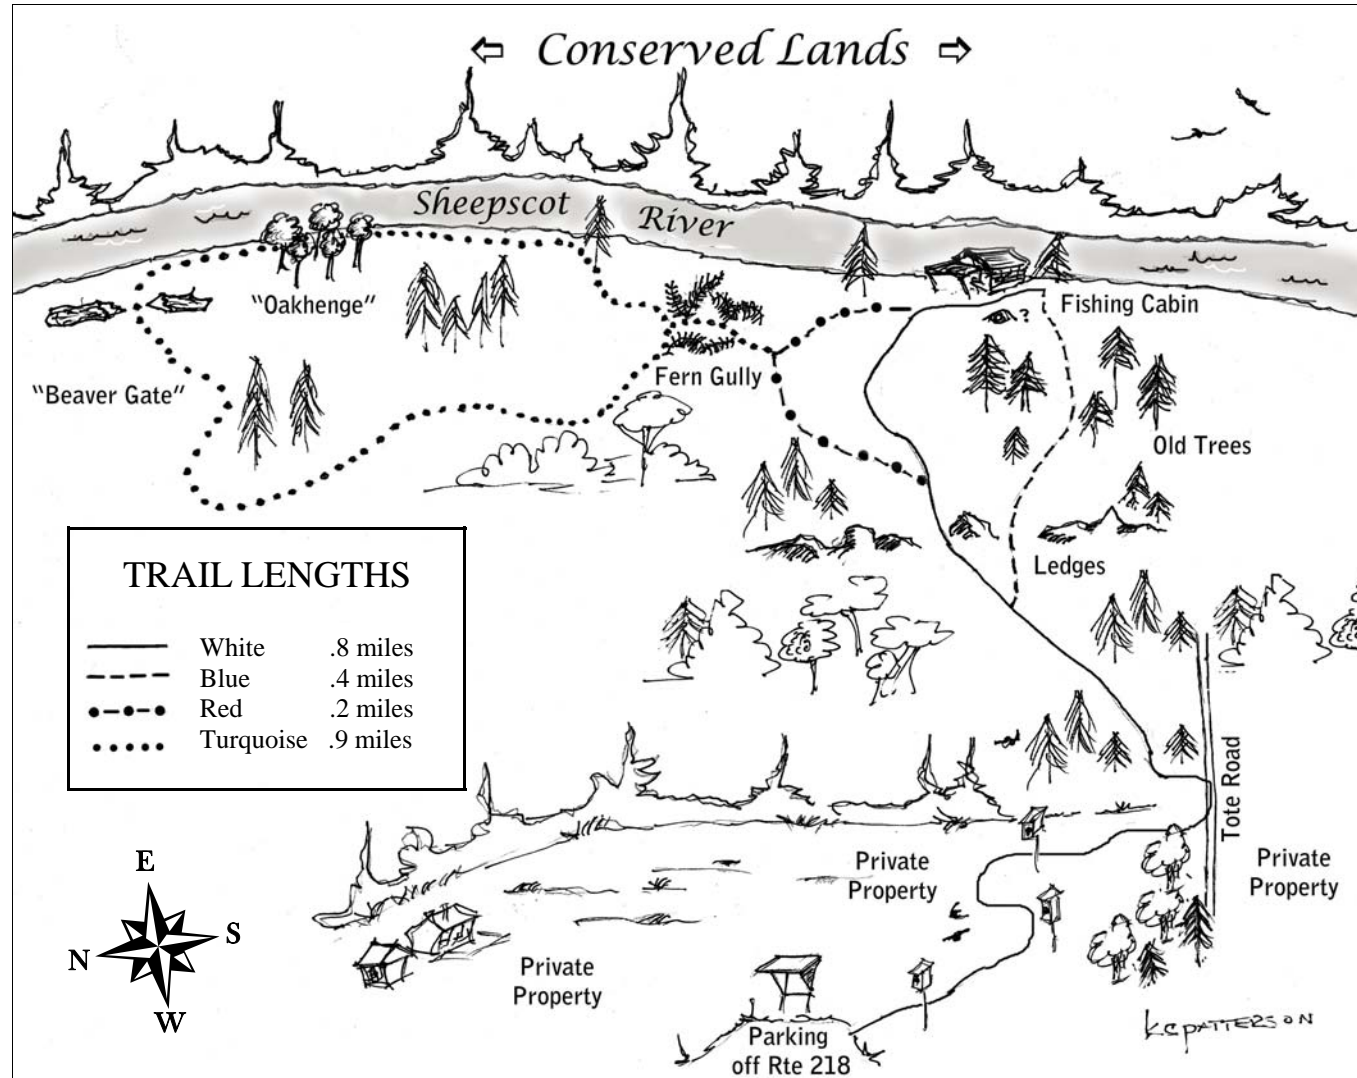 Conserved Lands
Sheepscot River
"Oakhenge"
Fishing Cabin
?
"Beaver Gate"
Fern Gully
Old Trees
Ledges
TRAIL LENGTHS
White .8 miles
Blue .4 miles
Red .2 miles
Turquoise .9 miles
Tote Road
Private
Property
Private
Property
E
N S
W
Private
Property
Parking
off Rte 218
K.C. PATTERSON